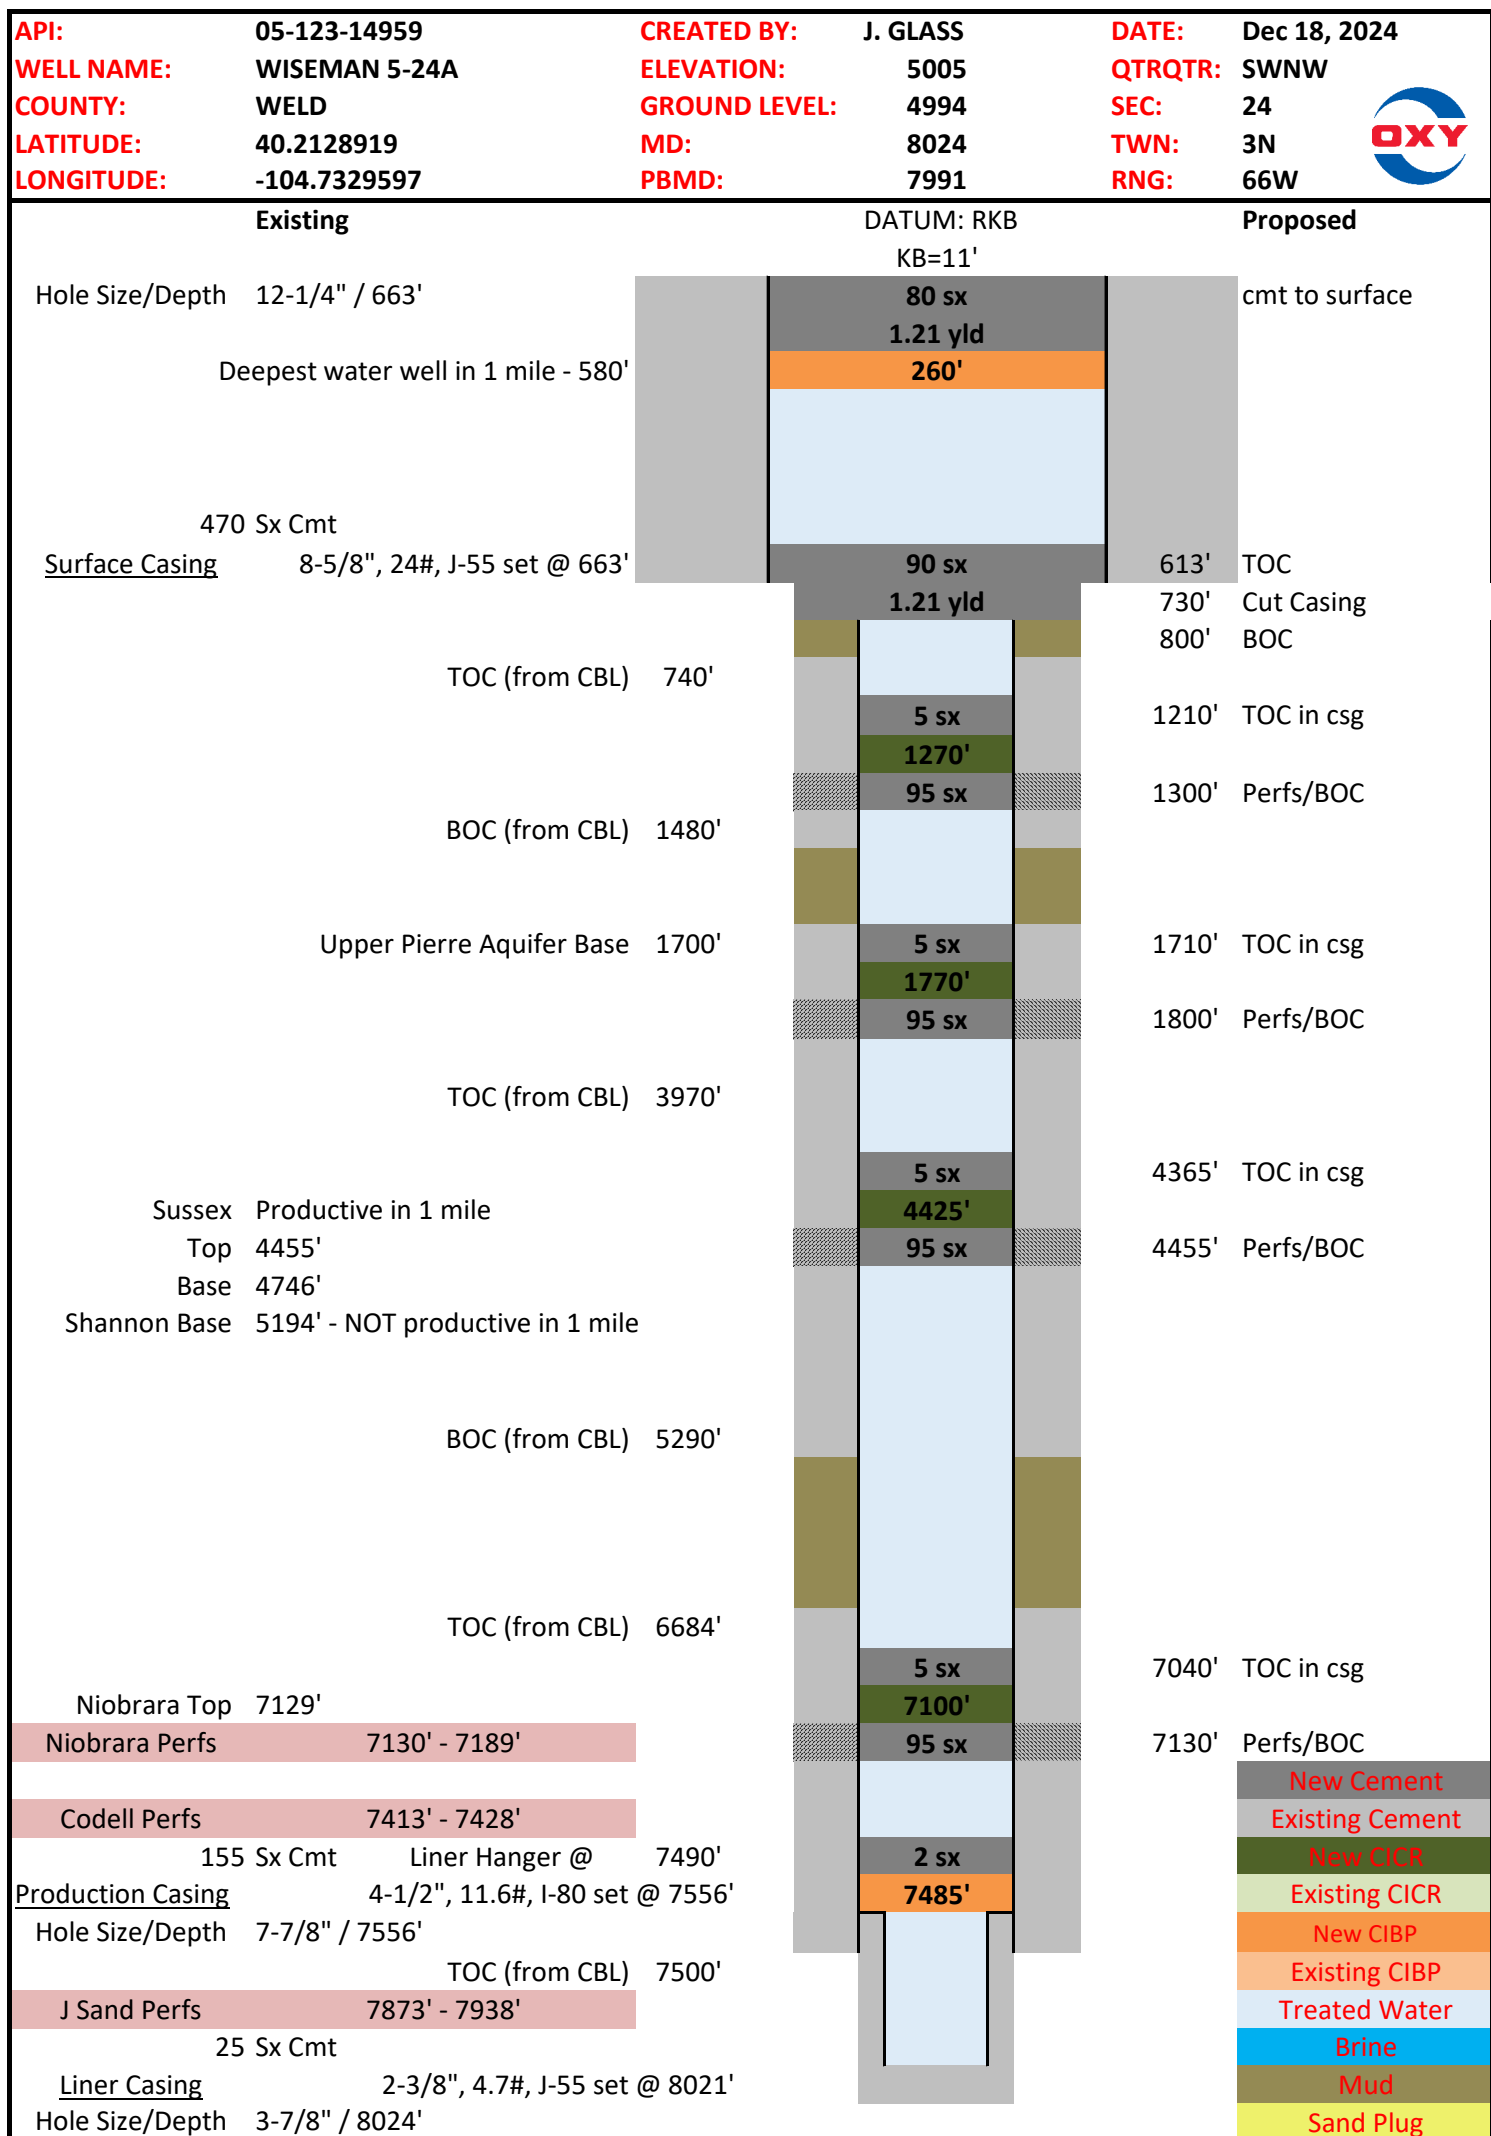 API: 05-123-14959 CREATED BY: J. GLASS DATE: Dec 18, 2024
WELL NAME: WISEMAN 5-24A ELEVATION: 5005 QTRQTR: SWNW
COUNTY: WELD GROUND LEVEL: 4994 SEC: 24
LATITUDE: 40.2128919 MD: 8024 TWN: 3N
OXY
LONGITUDE: -104.7329597 PBMD: 7991 RNG: 66W
Existing DATUM: RKB Proposed
KB=11'
Hole Size/Depth 12-1/4" / 663' 80 sx cmt to surface
1.21 yld
Deepest water well in 1 mile - 580' 260'
470 Sx Cmt
Surface Casing 8-5/8", 24#, J-55 set @ 663' 90 sx 613' TOC
1.21 yld 730' Cut Casing
800' BOC
TOC (from CBL) 740'
5 sx 1210' TOC in csg
1270'
95 sx 1300' Perfs/BOC
BOC (from CBL) 1480'
Upper Pierre Aquifer Base 1700' 5 sx 1710' TOC in csg
1770'
95 sx 1800' Perfs/BOC
TOC (from CBL) 3970'
5 sx 4365' TOC in csg
Sussex Productive in 1 mile 4425'
Top 4455' 95 sx 4455' Perfs/BOC
Base 4746'
Shannon Base 5194' - NOT productive in 1 mile
BOC (from CBL) 5290'
TOC (from CBL) 6684'
5 sx 7040' TOC in csg
Niobrara Top 7129' 7100'
Niobrara Perfs 7130' - 7189' 95 sx 7130' Perfs/BOC
New Cement
Codell Perfs 7413' - 7428' Existing Cement
155 Sx Cmt Liner Hanger @ 7490' 2 sx New CICR
Production Casing 4-1/2", 11.6#, I-80 set @ 7556' 7485' Existing CICR
Hole Size/Depth 7-7/8" / 7556' New CIBP
TOC (from CBL) 7500' Existing CIBP
J Sand Perfs 7873' - 7938' Treated Water
25 Sx Cmt Brine
Liner Casing 2-3/8", 4.7#, J-55 set @ 8021' Mud
Hole Size/Depth 3-7/8" / 8024' Sand Plug